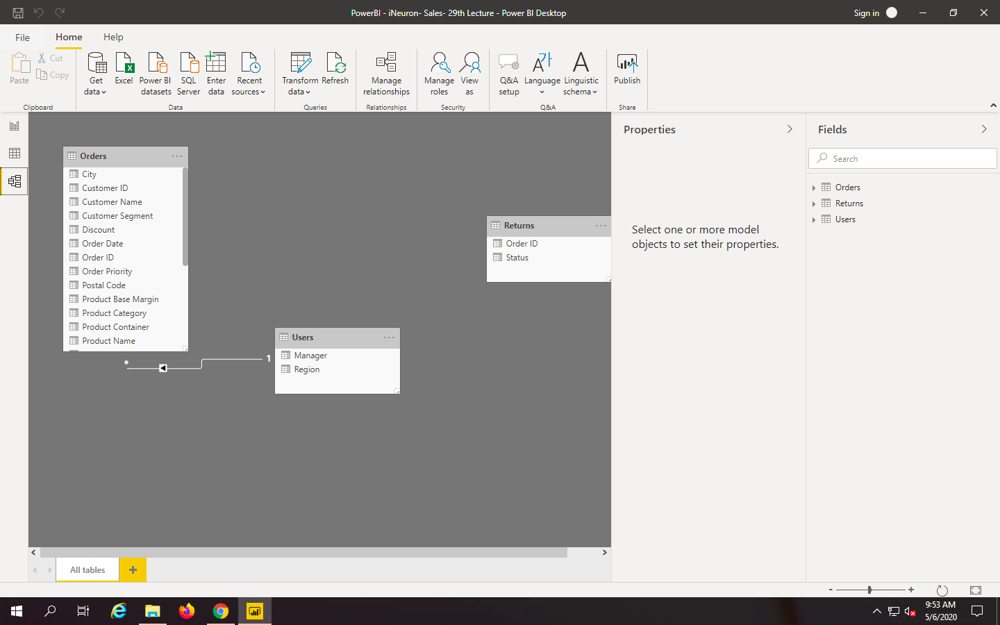 PowerBI - iNeuron- Sales- 29th Lecture - Power BI Desktop
Sign in
File
Home
Help
Paste
Cut
Copy
Get data
Excel
Power BI datasets
SQL Server
Enter data
Recent sources
Transform data
Refresh
Manage relationships
Manage roles
View as
Q&A setup
Language
Linguistic schema
Publish
Clipboard
Data
Queries
Relationships
Security
Q&A
Share
Orders
City
Customer ID
Customer Name
Customer Segment
Discount
Order Date
Order ID
Order Priority
Postal Code
Product Base Margin
Product Category
Product Container
Product Name
* 1
Users
Manager
Region
Returns
Order ID
Status
Properties
Select one or more model
objects to set their properties.
Fields
Search
Orders
Returns
Users
All tables
+
- +
9:53 AM
5/6/2020